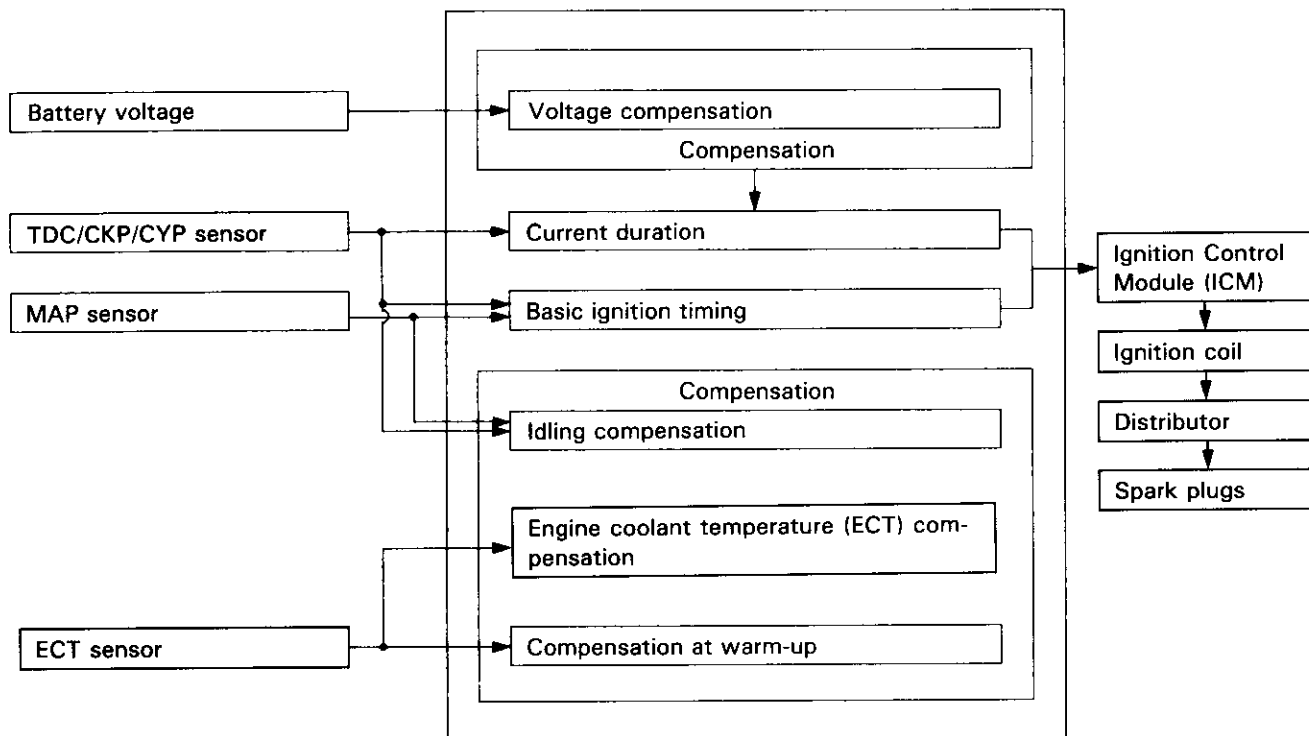 Battery voltage
Voltage compensation
Compensation
TDC/CKP/CYP sensor
Current duration
MAP sensor
Basic ignition timing
Ignition Control
Module (ICM)
Ignition coil
Distributor
Spark plugs
Compensation
Idling compensation
Engine coolant temperature (ECT) com-
pensation
ECT sensor
Compensation at warm-up